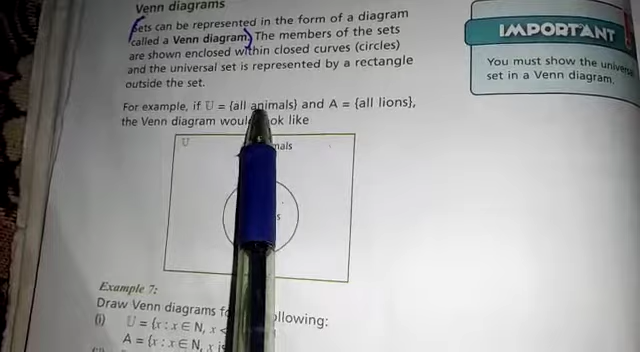 Venn diagrams
Sets can be represented in the form of a diagram
(called a Venn diagram). The members of the sets
are shown enclosed within closed curves (circles)
and the universal set is represented by a rectangle
outside the set.
For example, if U = {all animals} and A = {all lions},
the Venn diagram would look like
U
Example 7:
Draw Venn diagrams following:
(i) U = {x : x ∈ N, x <
A = {x : x ∈ N, x is
IMPORTANT
You must show the universal
set in a Venn diagram.